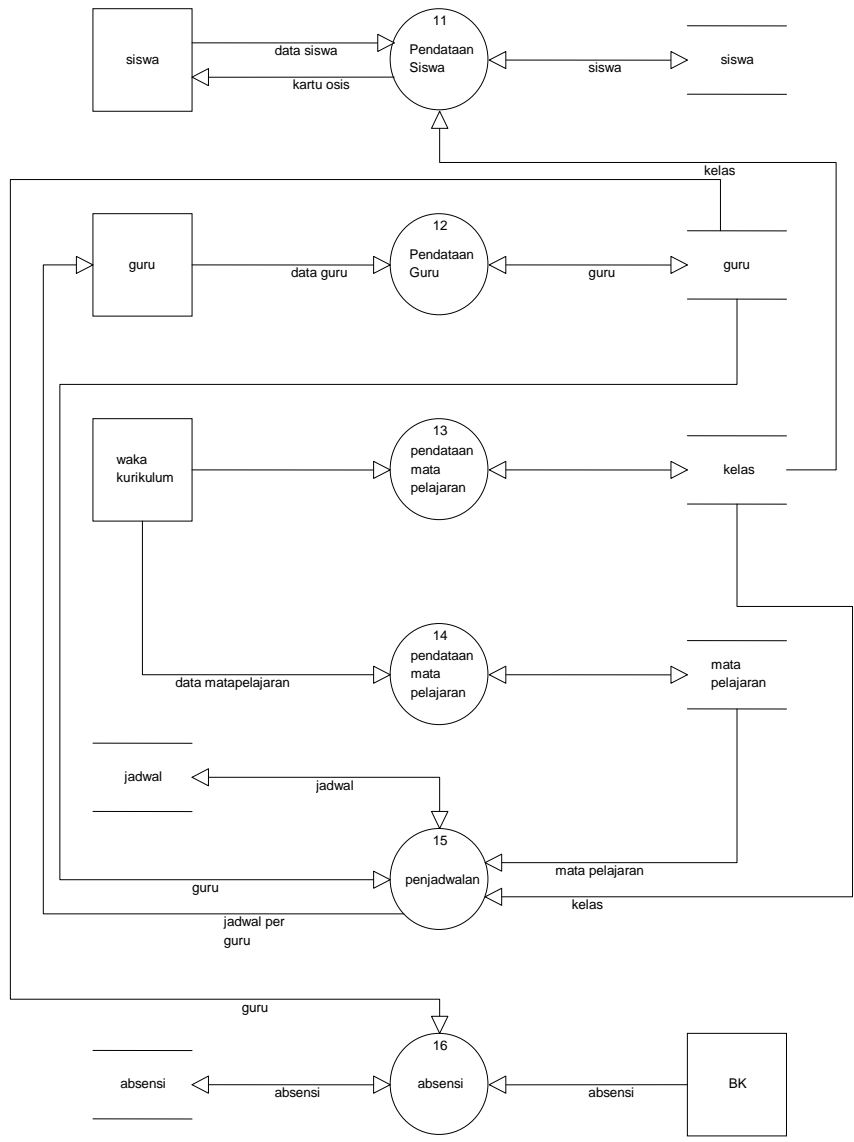 11
siswa
data siswa
Pendataan
Siswa
siswa
siswa
kartu osis
kelas
12
guru
data guru
Pendataan
Guru
guru
guru
13
waka
kurikulum
pendataan
mata
pelajaran
kelas
14
data matapelajaran
pendataan
mata
pelajaran
mata
pelajaran
jadwal
jadwal
15
penjadwalan
mata pelajaran
guru
kelas
jadwal per
guru
guru
16
absensi
absensi
absensi
absensi
BK